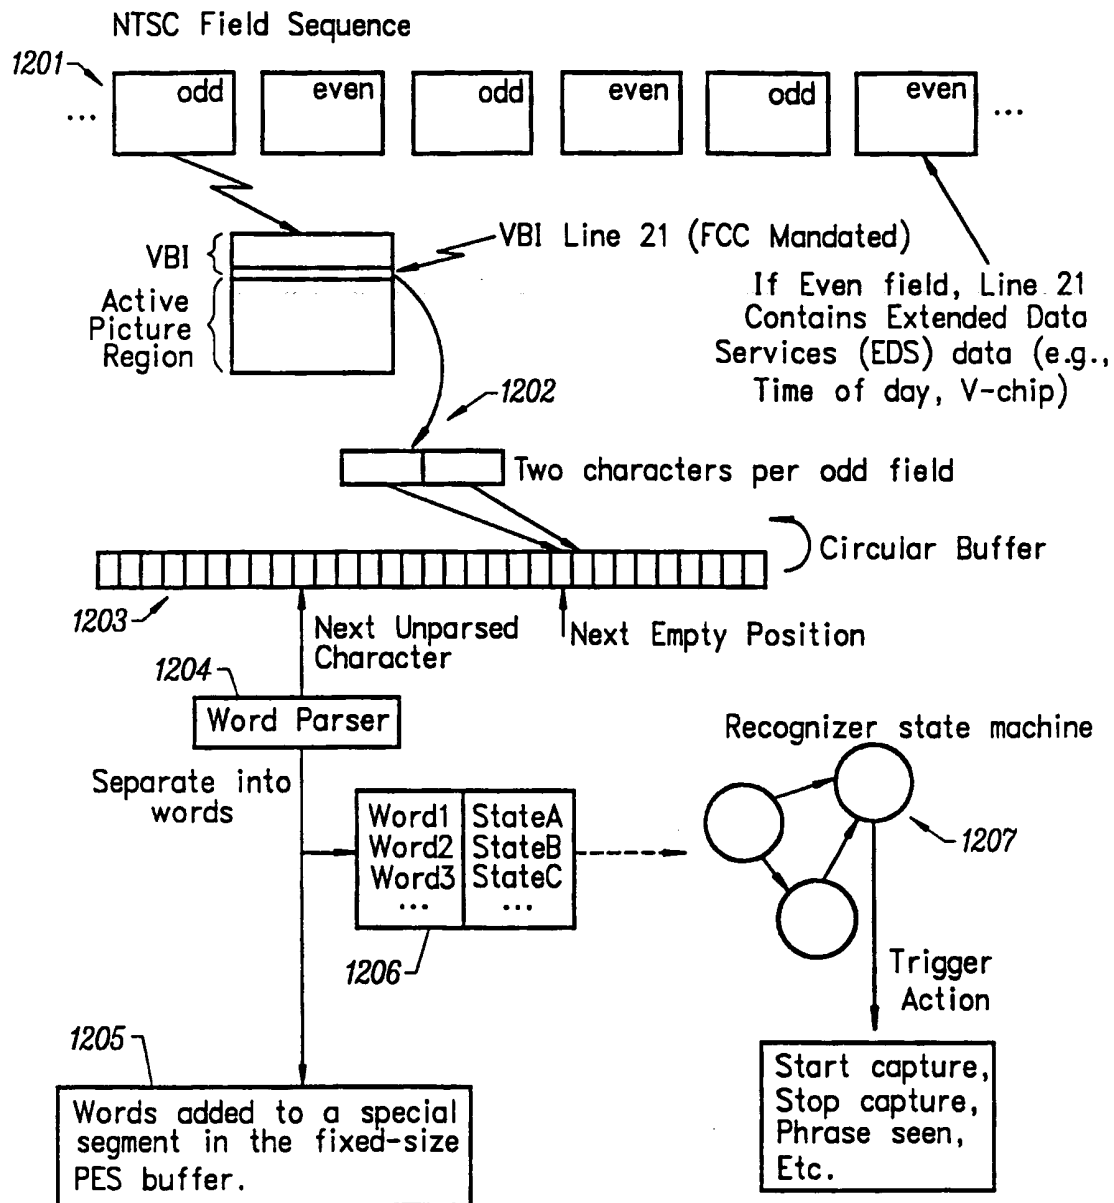 NTSC Field Sequence
1201
odd
even
odd
even
odd
even
...
...
VBI
VBI Line 21 (FCC Mandated)
Active
Picture
Region
If Even field, Line 21
Contains Extended Data
Services (EDS) data (e.g.,
Time of day, V-chip)
1202
Two characters per odd field
Circular Buffer
1203
Next Unparsed
Character
Next Empty Position
1204
Word Parser
Recognizer state machine
Separate into
words
Word1 StateA
Word2 StateB
Word3 StateC
... ...
1207
1206
Trigger
Action
1205
Words added to a special
segment in the fixed-size
PES buffer.
Start capture,
Stop capture,
Phrase seen,
Etc.